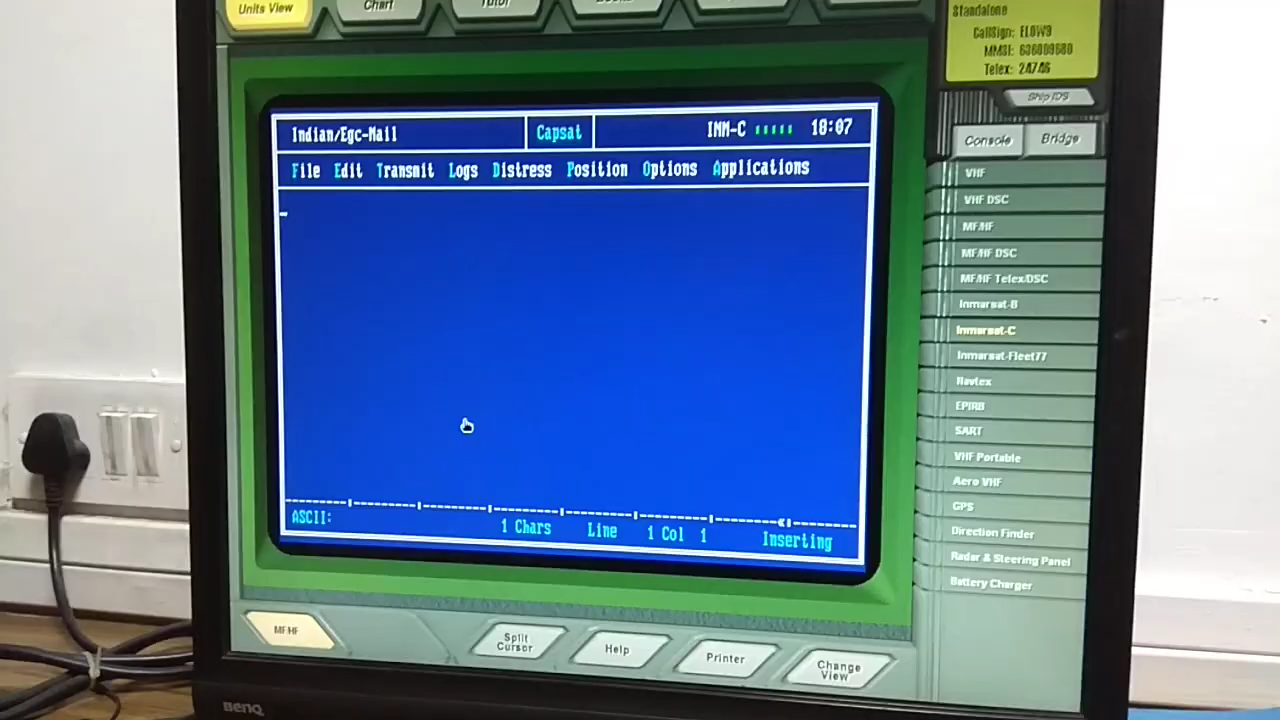 Units View
Chart
Tutor
Standalone
CallSign: ELOW9
Telex: 24746
Ship IDS
Console
Bridge
Indian/Egc-Mail
Capsat
INM-C
18:07
File Edit Transmit Logs Distress Position Options Applications
VHF
VHF DSC
MF/HF
MF/HF DSC
MF/HF Telex/DSC
Inmarsat-B
Inmarsat-C
Inmarsat-Fleet77
Navtex
EPIRB
SART
VHF Portable
Aero VHF
GPS
Direction Finder
Radar & Steering Panel
Battery Charger
ASCII:
1 Chars
Line
1 Col 1
Inserting
MF/HF
Split
Cursor
Help
Printer
Change
View
BENQ